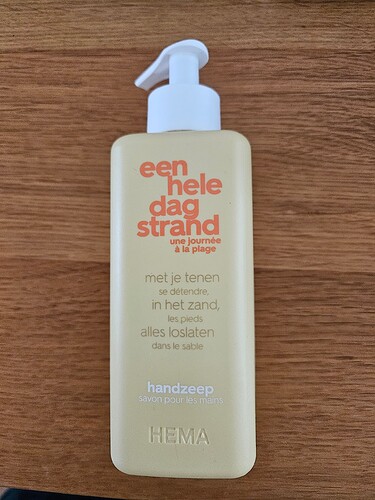 een
hele
dag
strand
une journée
à la plage
met je tenen
se détendre,
in het zand,
les pieds
alles loslaten
dans le sable
handzeep
savon pour les mains
HEMA